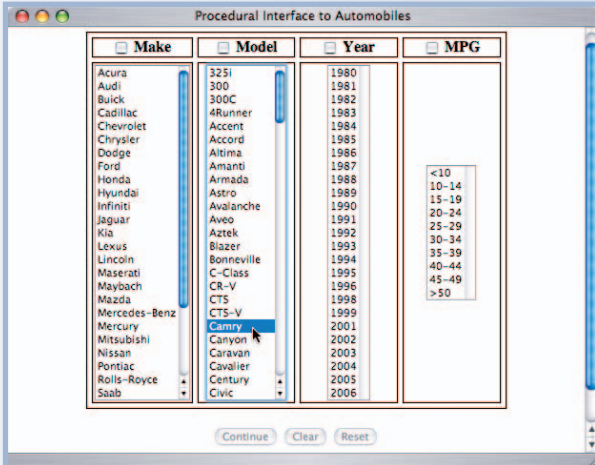 Procedural Interface to Automobiles
Make
Acura
Audi
Buick
Cadillac
Chevrolet
Chrysler
Dodge
Ford
Honda
Hyundai
Infiniti
Jaguar
Kia
Lexus
Lincoln
Maserati
Maybach
Mazda
Mercedes-Benz
Mercury
Mitsubishi
Nissan
Pontiac
Rolls-Royce
Saab
Model
325i
300
300C
4Runner
Accent
Accord
Altima
Amanti
Armada
Astro
Avalanche
Aveo
Aztek
Blazer
Bonneville
C-Class
CR-V
CTS
CTS-V
Camry
Canyon
Caravan
Cavalier
Century
Civic
Year
1980
1981
1982
1983
1984
1985
1986
1987
1988
1989
1990
1991
1992
1993
1994
1995
1996
1998
1999
2001
2002
2003
2004
2005
2006
MPG
<10
10-14
15-19
20-24
25-29
30-34
35-39
40-44
45-49
>50
Continue Clear Reset